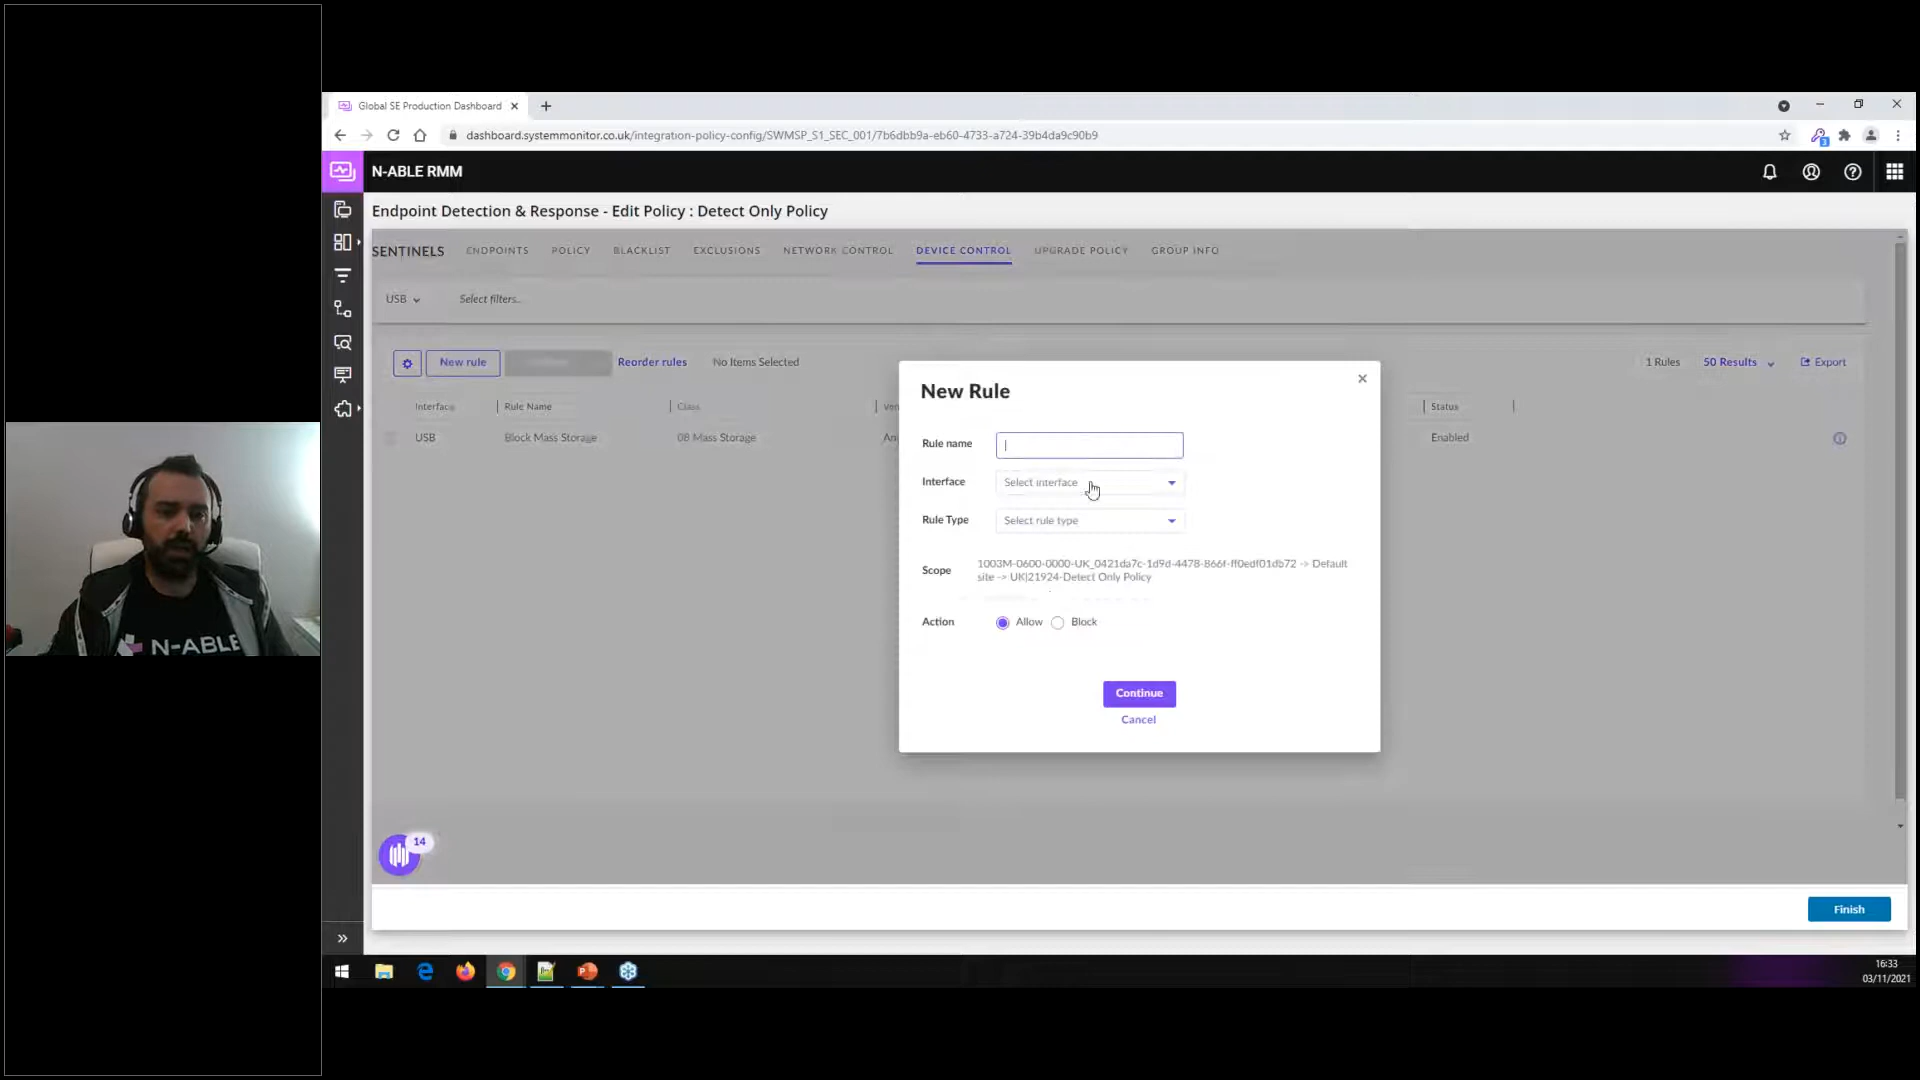 Global SE Production Dashboard
dashboard.systemmonitor.co.uk/integration-policy-config/SWMSP_S1_SEC_001/7b6dbb9a-eb60-4733-a724-39b4da9c90b9
N-ABLE RMM
Endpoint Detection & Response - Edit Policy : Detect Only Policy
SENTINELS ENDPOINTS POLICY BLACKLIST EXCLUSIONS NETWORK CONTROL DEVICE CONTROL UPGRADE POLICY GROUP INFO
USB Select filters...
New rule Reorder rules No Items Selected 1 Rules 50 Results Export
Interface Rule Name Class Status
USB Block Mass Storage 08 Mass Storage Enabled
New Rule
Rule name
Interface Select interface
Rule Type Select rule type
Scope 1003M-0600-0000-UK_0421da7c-1d9d-4478-866f-ff0edf01db72 -> Default
site -> UK|21924-Detect Only Policy
Action Allow Block
Continue
Cancel
14
Finish
N-ABLE
16:33
03/11/2021